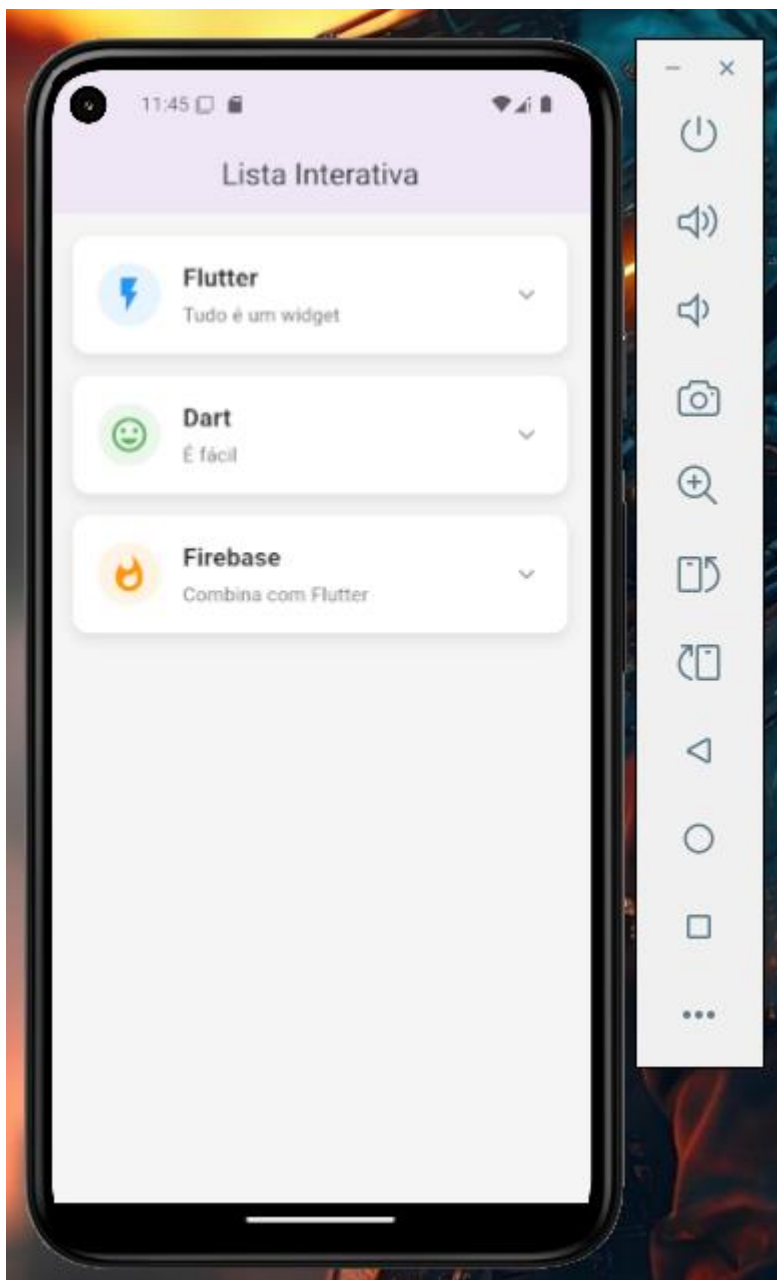 11:45
Lista Interativa
Flutter
Tudo é um widget
Dart
É fácil
Firebase
Combina com Flutter